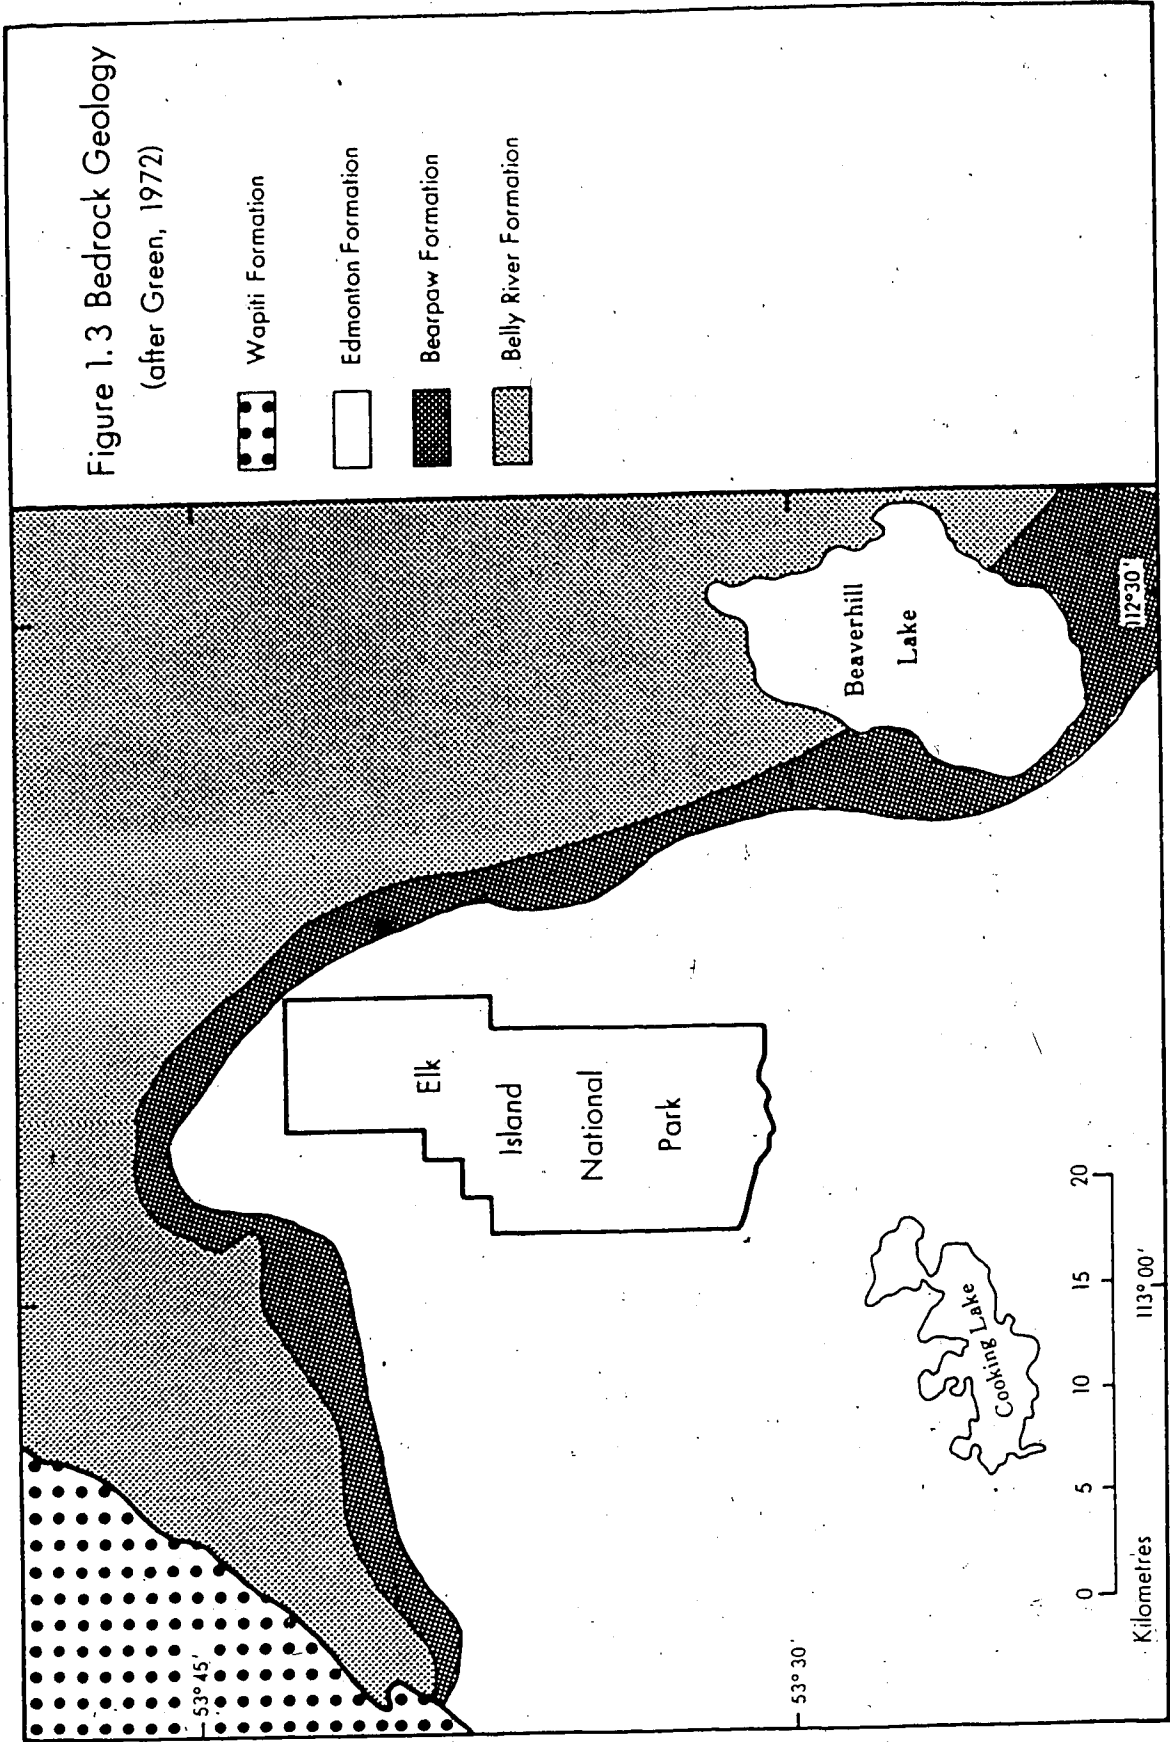 Figure 1.3 Bedrock Geology
(after Green, 1972)
Wapiti Formation
Edmonton Formation
Bearpaw Formation
Belly River Formation
53° 45'
53° 30'
Elk
Island
National
Park
Beaverhill
Lake
Cooking Lake
0 5 10 15 20
Kilometres
113° 00'
112° 30'